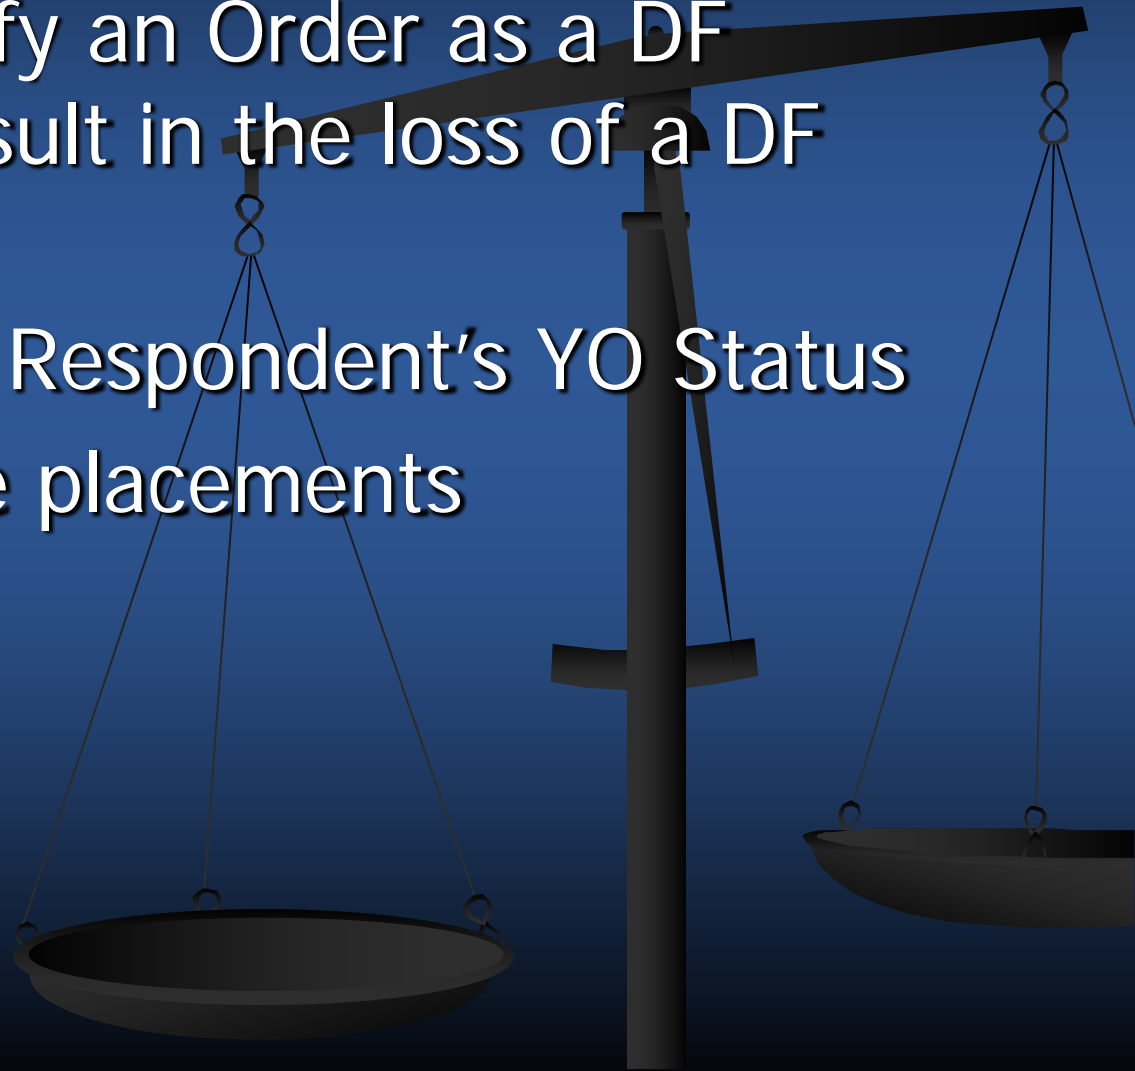 fy an Order as a DF
sult in the loss of a DF
Respondent's YO Status
e placements